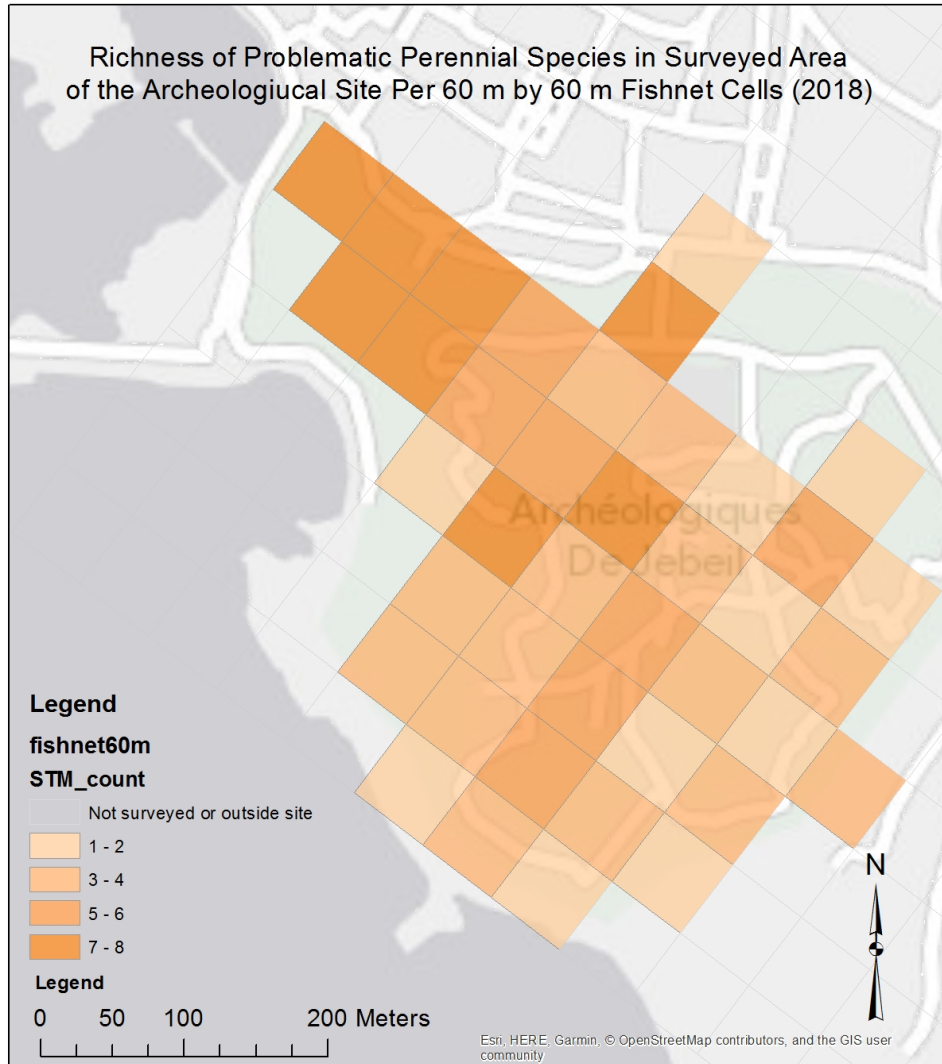 Richness of Problematic Perennial Species in Surveyed Area
of the Archeologiucal Site Per 60 m by 60 m Fishnet Cells (2018)
Archéologiques
De Jebeil
Legend
fishnet60m
STM_count
Not surveyed or outside site
1 - 2
3 - 4
5 - 6
7 - 8
Legend
0 50 100 200 Meters
N
Esri, HERE, Garmin, © OpenStreetMap contributors, and the GIS user
community